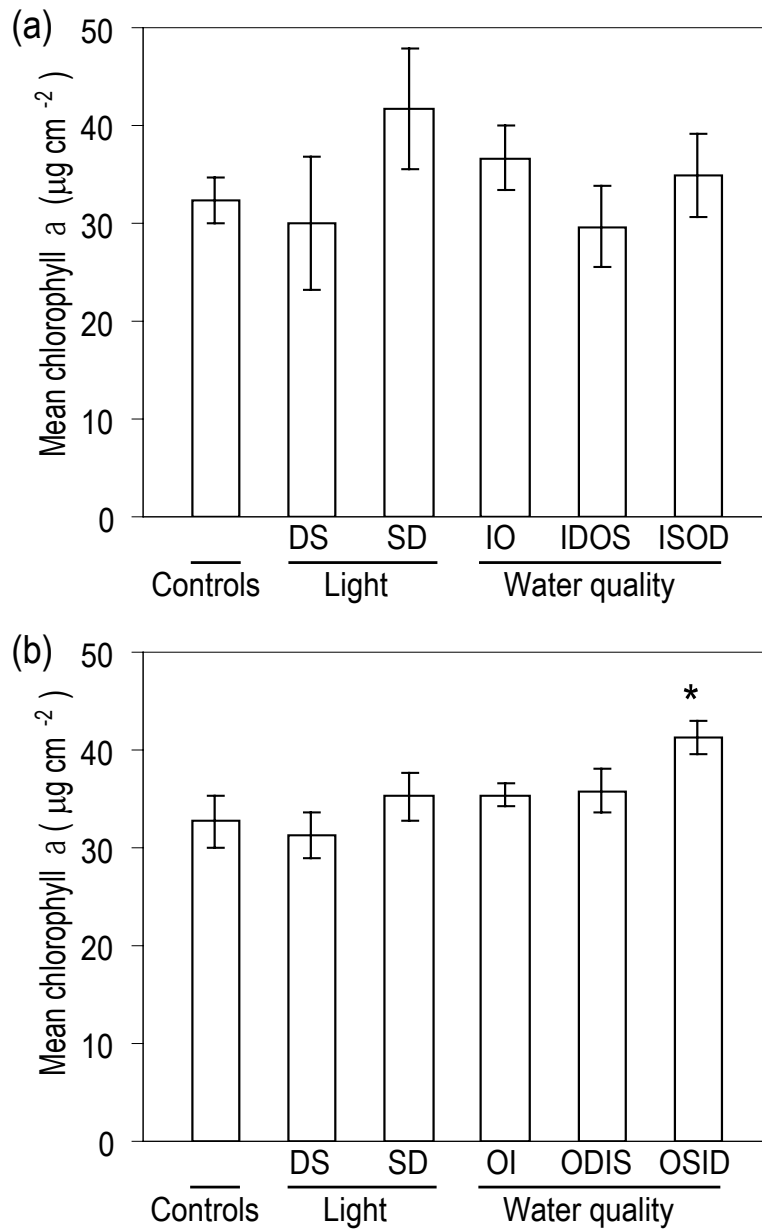 (a)
Mean chlorophyll a (µg cm -2 )
50
40
30
20
10
0
DS SD IO IDOS ISOD
Controls Light Water quality
(b)
Mean chlorophyll a ( µg cm -2 )
50
40
30
20
10
0
*
DS SD OI ODIS OSID
Controls Light Water quality